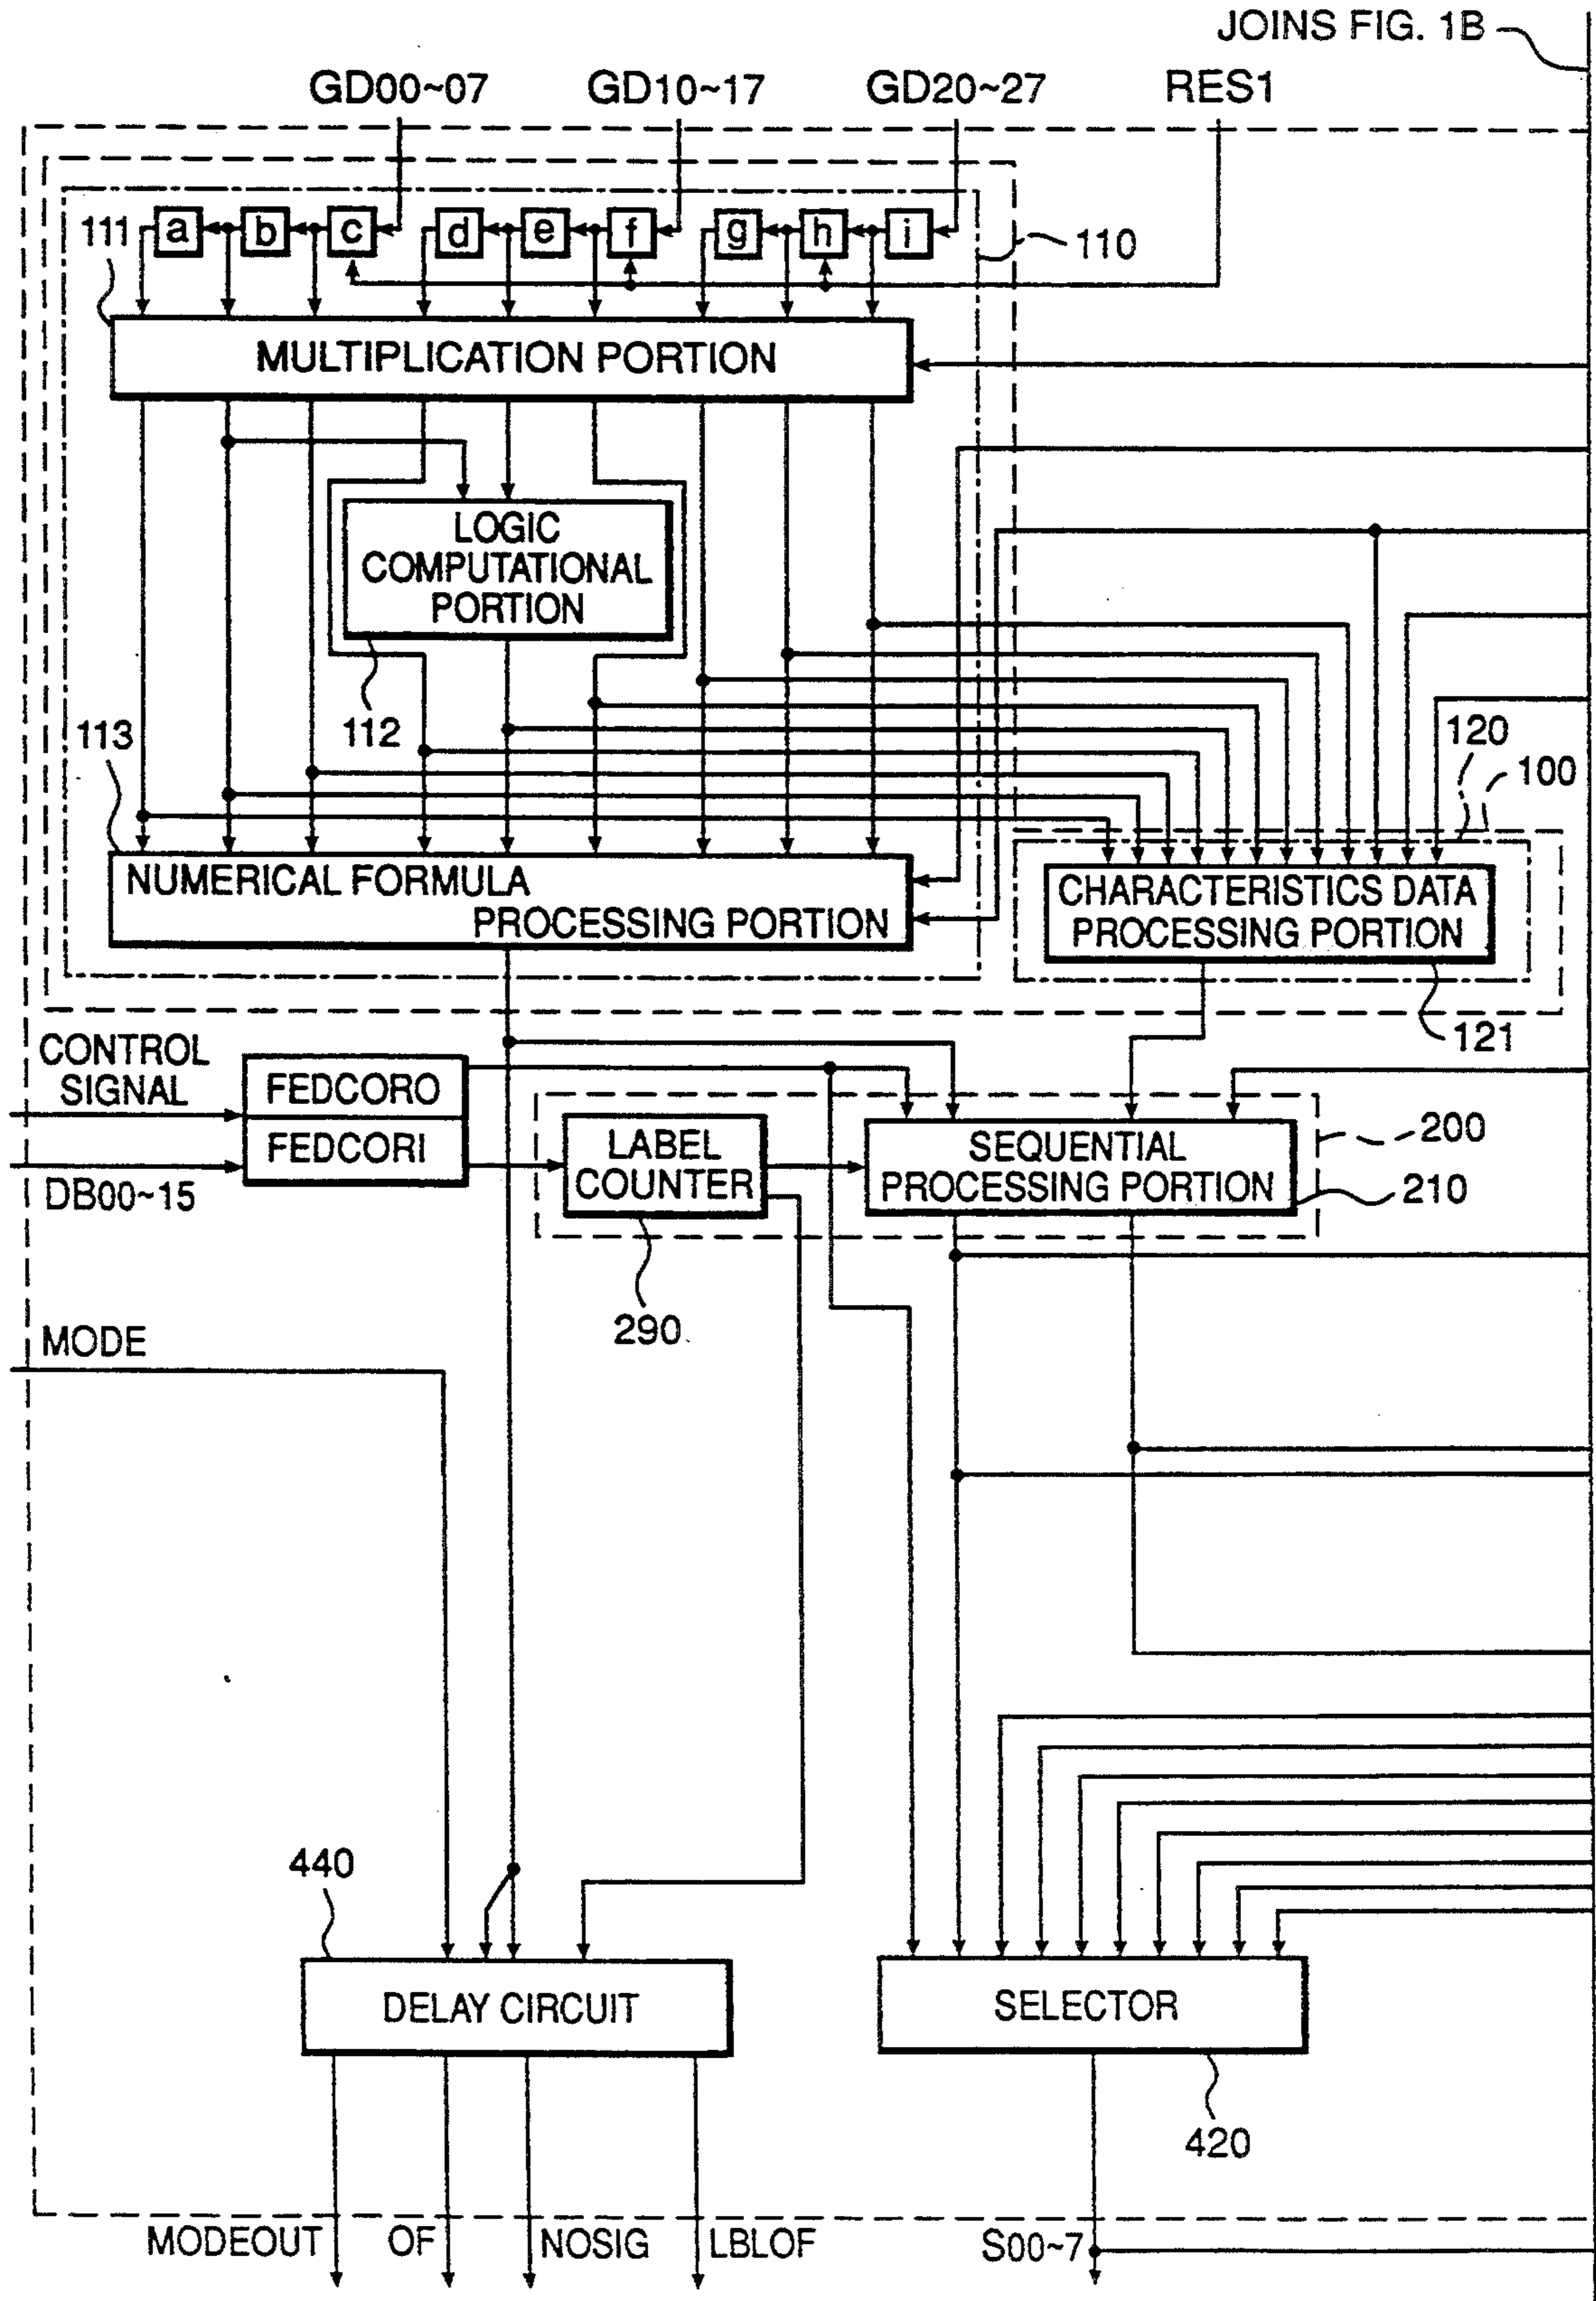 JOINS FIG. 1B
GD00~07 GD10~17 GD20~27 RES1
111 a b c d e f g h i 110
MULTIPLICATION PORTION
LOGIC
COMPUTATIONAL
PORTION
113 112 120 100
NUMERICAL FORMULA
PROCESSING PORTION
CHARACTERISTICS DATA
PROCESSING PORTION
121
CONTROL
SIGNAL
FEDCORO
FEDCORI
DB00~15
LABEL
COUNTER
SEQUENTIAL
PROCESSING PORTION
200
210
290
MODE
440
DELAY CIRCUIT
SELECTOR
420
MODEOUT OF NOSIG LBLOF S00~7